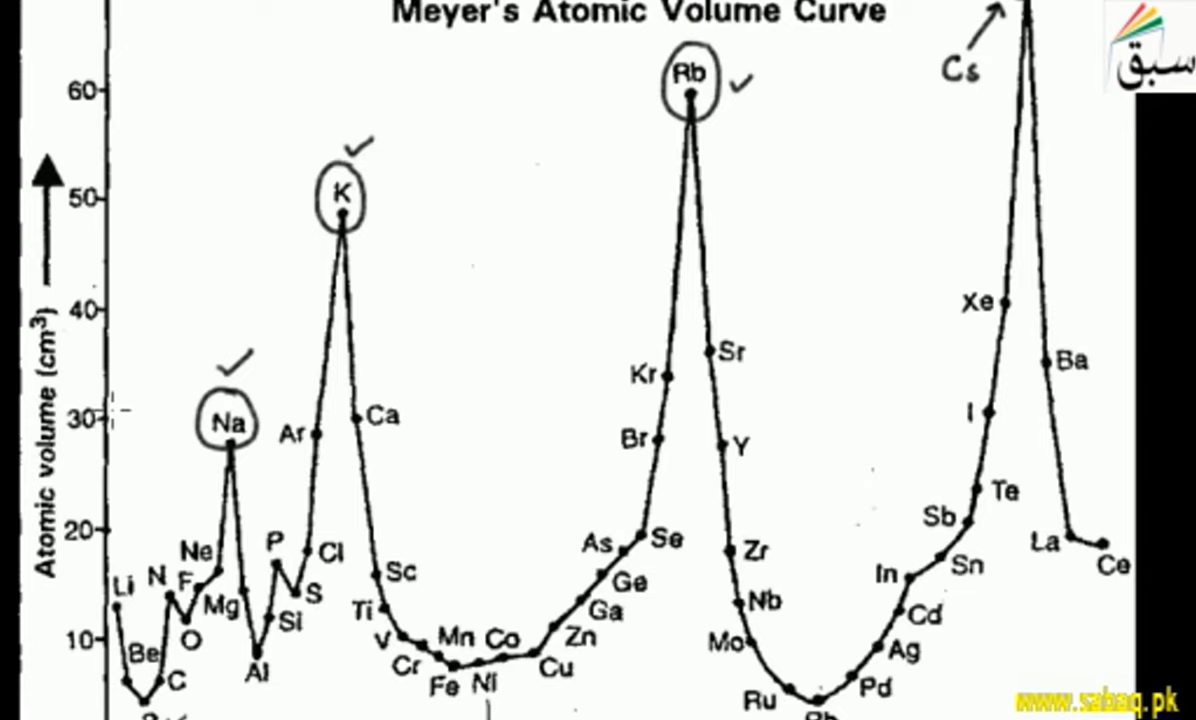 Meyer's Atomic Volume Curve
سبق
Cs
60
Rb
50
K
40
Xe
Atomic volume (cm³)
Sr
Ba
Kr
30
Na
Ar
Ca
I
Br
Y
20
Te
Sb
P
As
Se
La
Ne
Cl
Zr
Ce
Li
N
F
Sc
Ge
In
Sn
Mg
S
Ti
Ga
Nb
Cd
10
O
Si
V
Mn
Co
Zn
Mo
Ag
Be
C
Al
Cr
Fe
Ni
Cu
Ru
Pd
Rh
www.sabaq.pk